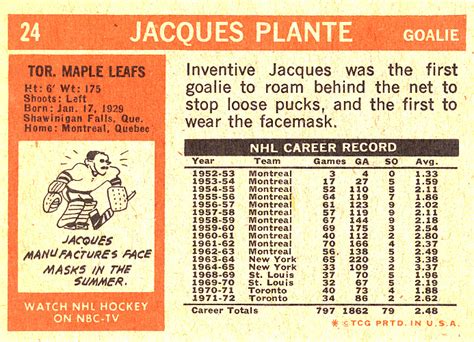 24 JACQUES PLANTE GOALIE
TOR. MAPLE LEAFS
Ht: 6' Wt: 175
Shoots: Left
Born: Jan. 17, 1929
Shawinigan Falls, Que.
Home: Montreal, Quebec
JACQUES
MANUFACTURES FACE
MASKS IN THE
SUMMER.
WATCH NHL HOCKEY
ON NBC-TV
Inventive Jacques was the first
goalie to roam behind the net to
stop loose pucks, and the first to
wear the facemask.
NHL CAREER RECORD
Year Team Games GA SO Avg.
1952-53 Montreal 3 4 0 1.33
1953-54 Montreal 17 27 5 1.59
1954-55 Montreal 52 110 5 2.11
1955-56 Montreal 64 119 7 1.86
1956-57 Montreal 61 123 9 2.02
1957-58 Montreal 57 119 9 2.11
1958-59 Montreal 67 144 9 2.18
1959-60 Montreal 69 175 3 2.54
1960-61 Montreal 40 112 2 2.80
1961-62 Montreal 70 166 4 2.37
1962-63 Montreal 56 138 5 2.49
1963-64 New York 65 220 3 3.38
1964-65 New York 33 109 2 3.37
1968-69 St. Louis 37 70 5 1.96
1969-70 St. Louis 32 67 5 2.19
1970-71 Toronto 40 73 4 1.88
1971-72 Toronto 34 86 2 2.62
Career Totals 797 1862 79 2.48
* ©TCG PRTD. IN U.S.A.